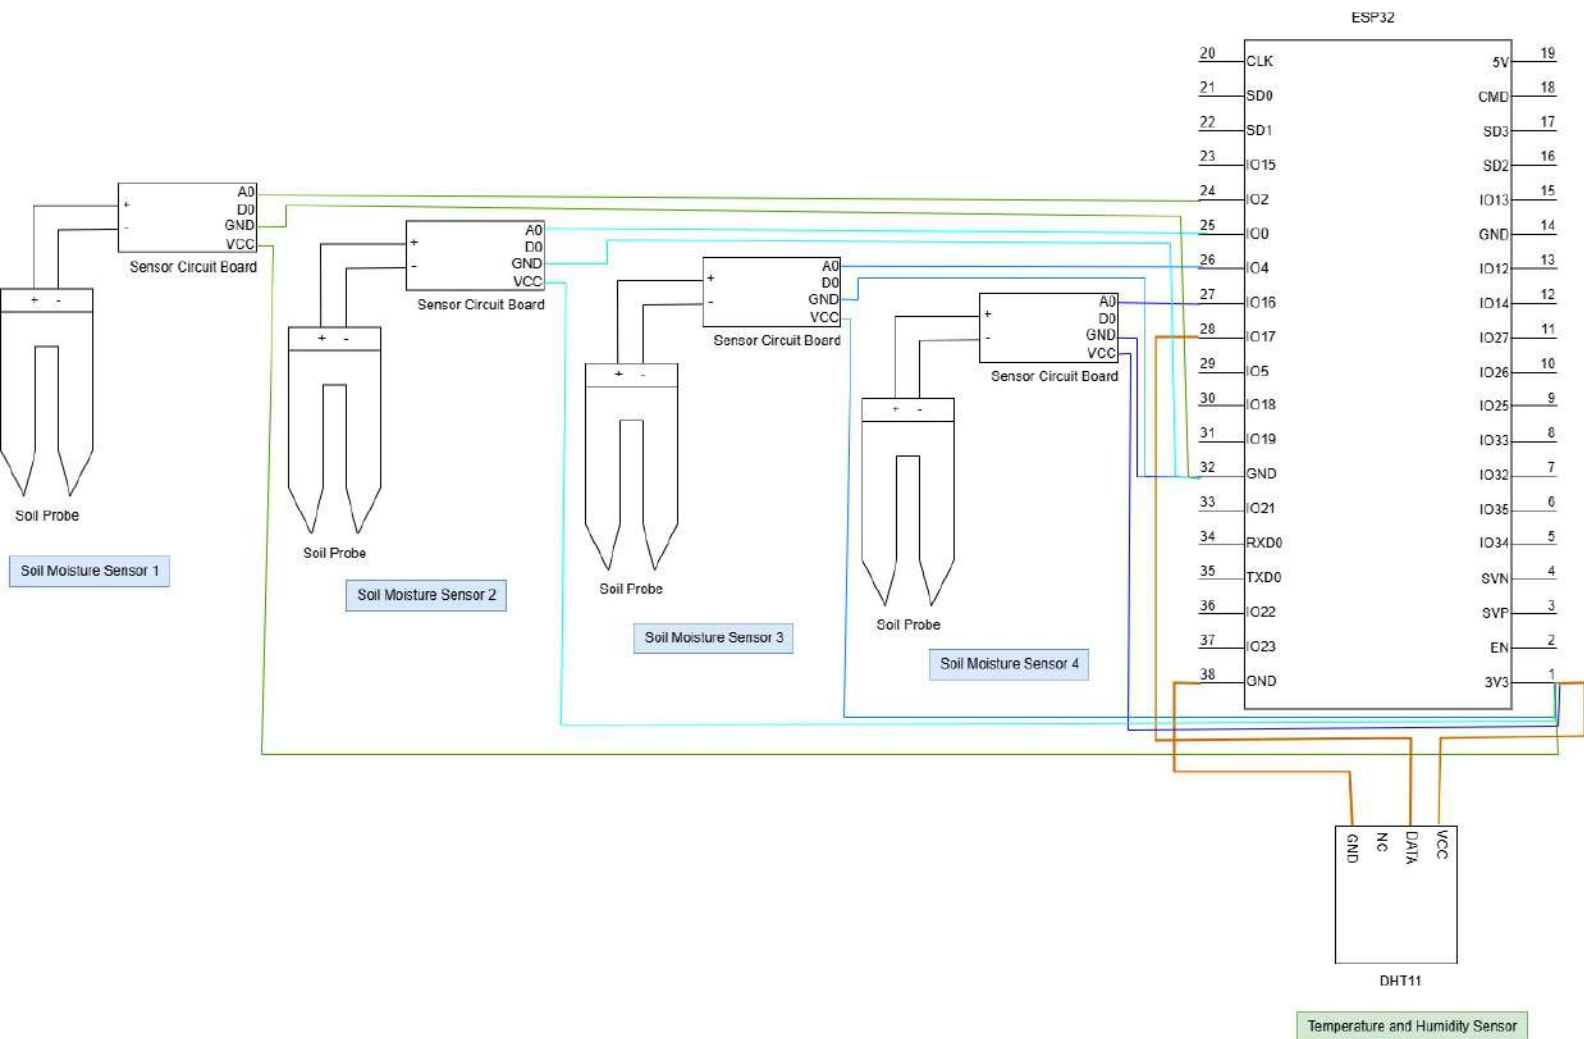 ESP32
20 CLK 5V 19
21 SD0 CMD 18
22 SD1 SD3 17
23 IO15 SD2 16
24 IO2 IO13 15
25 IO0 GND 14
26 IO4 IO12 13
27 IO16 IO14 12
28 IO17 IO27 11
29 IO5 IO26 10
30 IO18 IO25 9
31 IO19 IO33 8
32 GND IO32 7
33 IO21 IO35 6
34 RXD0 IO34 5
35 TXD0 SVN 4
36 IO22 SVP 3
37 IO23 EN 2
38 GND 3V3 1
+ A0
D0
- GND
VCC
Sensor Circuit Board
+ -
Soil Probe
Soil Moisture Sensor 1
+ A0
D0
- GND
VCC
Sensor Circuit Board
+ -
Soil Probe
Soil Moisture Sensor 2
+ A0
D0
- GND
VCC
Sensor Circuit Board
+ -
Soil Probe
Soil Moisture Sensor 3
+ A0
D0
- GND
VCC
Sensor Circuit Board
+ -
Soil Probe
Soil Moisture Sensor 4
GND
NC
DATA
VCC
DHT11
Temperature and Humidity Sensor